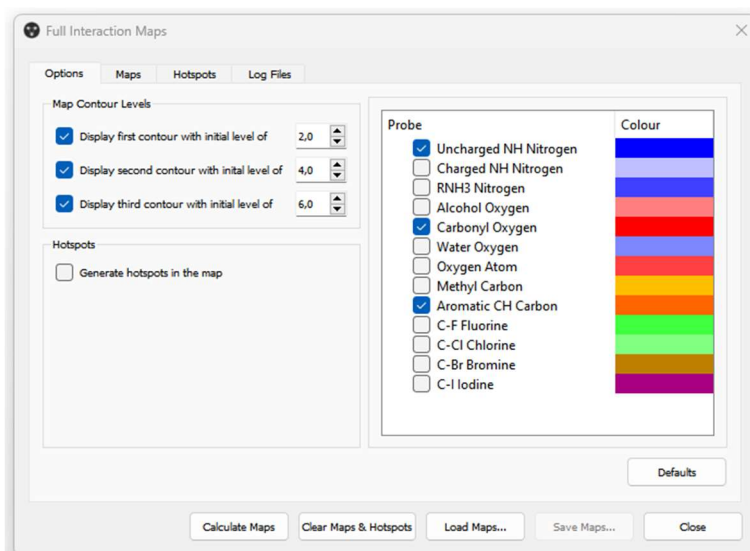 Full Interaction Maps
Options Maps Hotspots Log Files
Map Contour Levels
Display first contour with initial level of 2,0
Display second contour with inital level of 4,0
Display third contour with initial level of 6,0
Hotspots
Generate hotspots in the map
Probe Colour
Uncharged NH Nitrogen
Charged NH Nitrogen
RNH3 Nitrogen
Alcohol Oxygen
Carbonyl Oxygen
Water Oxygen
Oxygen Atom
Methyl Carbon
Aromatic CH Carbon
C-F Fluorine
C-Cl Chlorine
C-Br Bromine
C-I Iodine
Defaults
Calculate Maps Clear Maps & Hotspots Load Maps... Save Maps... Close